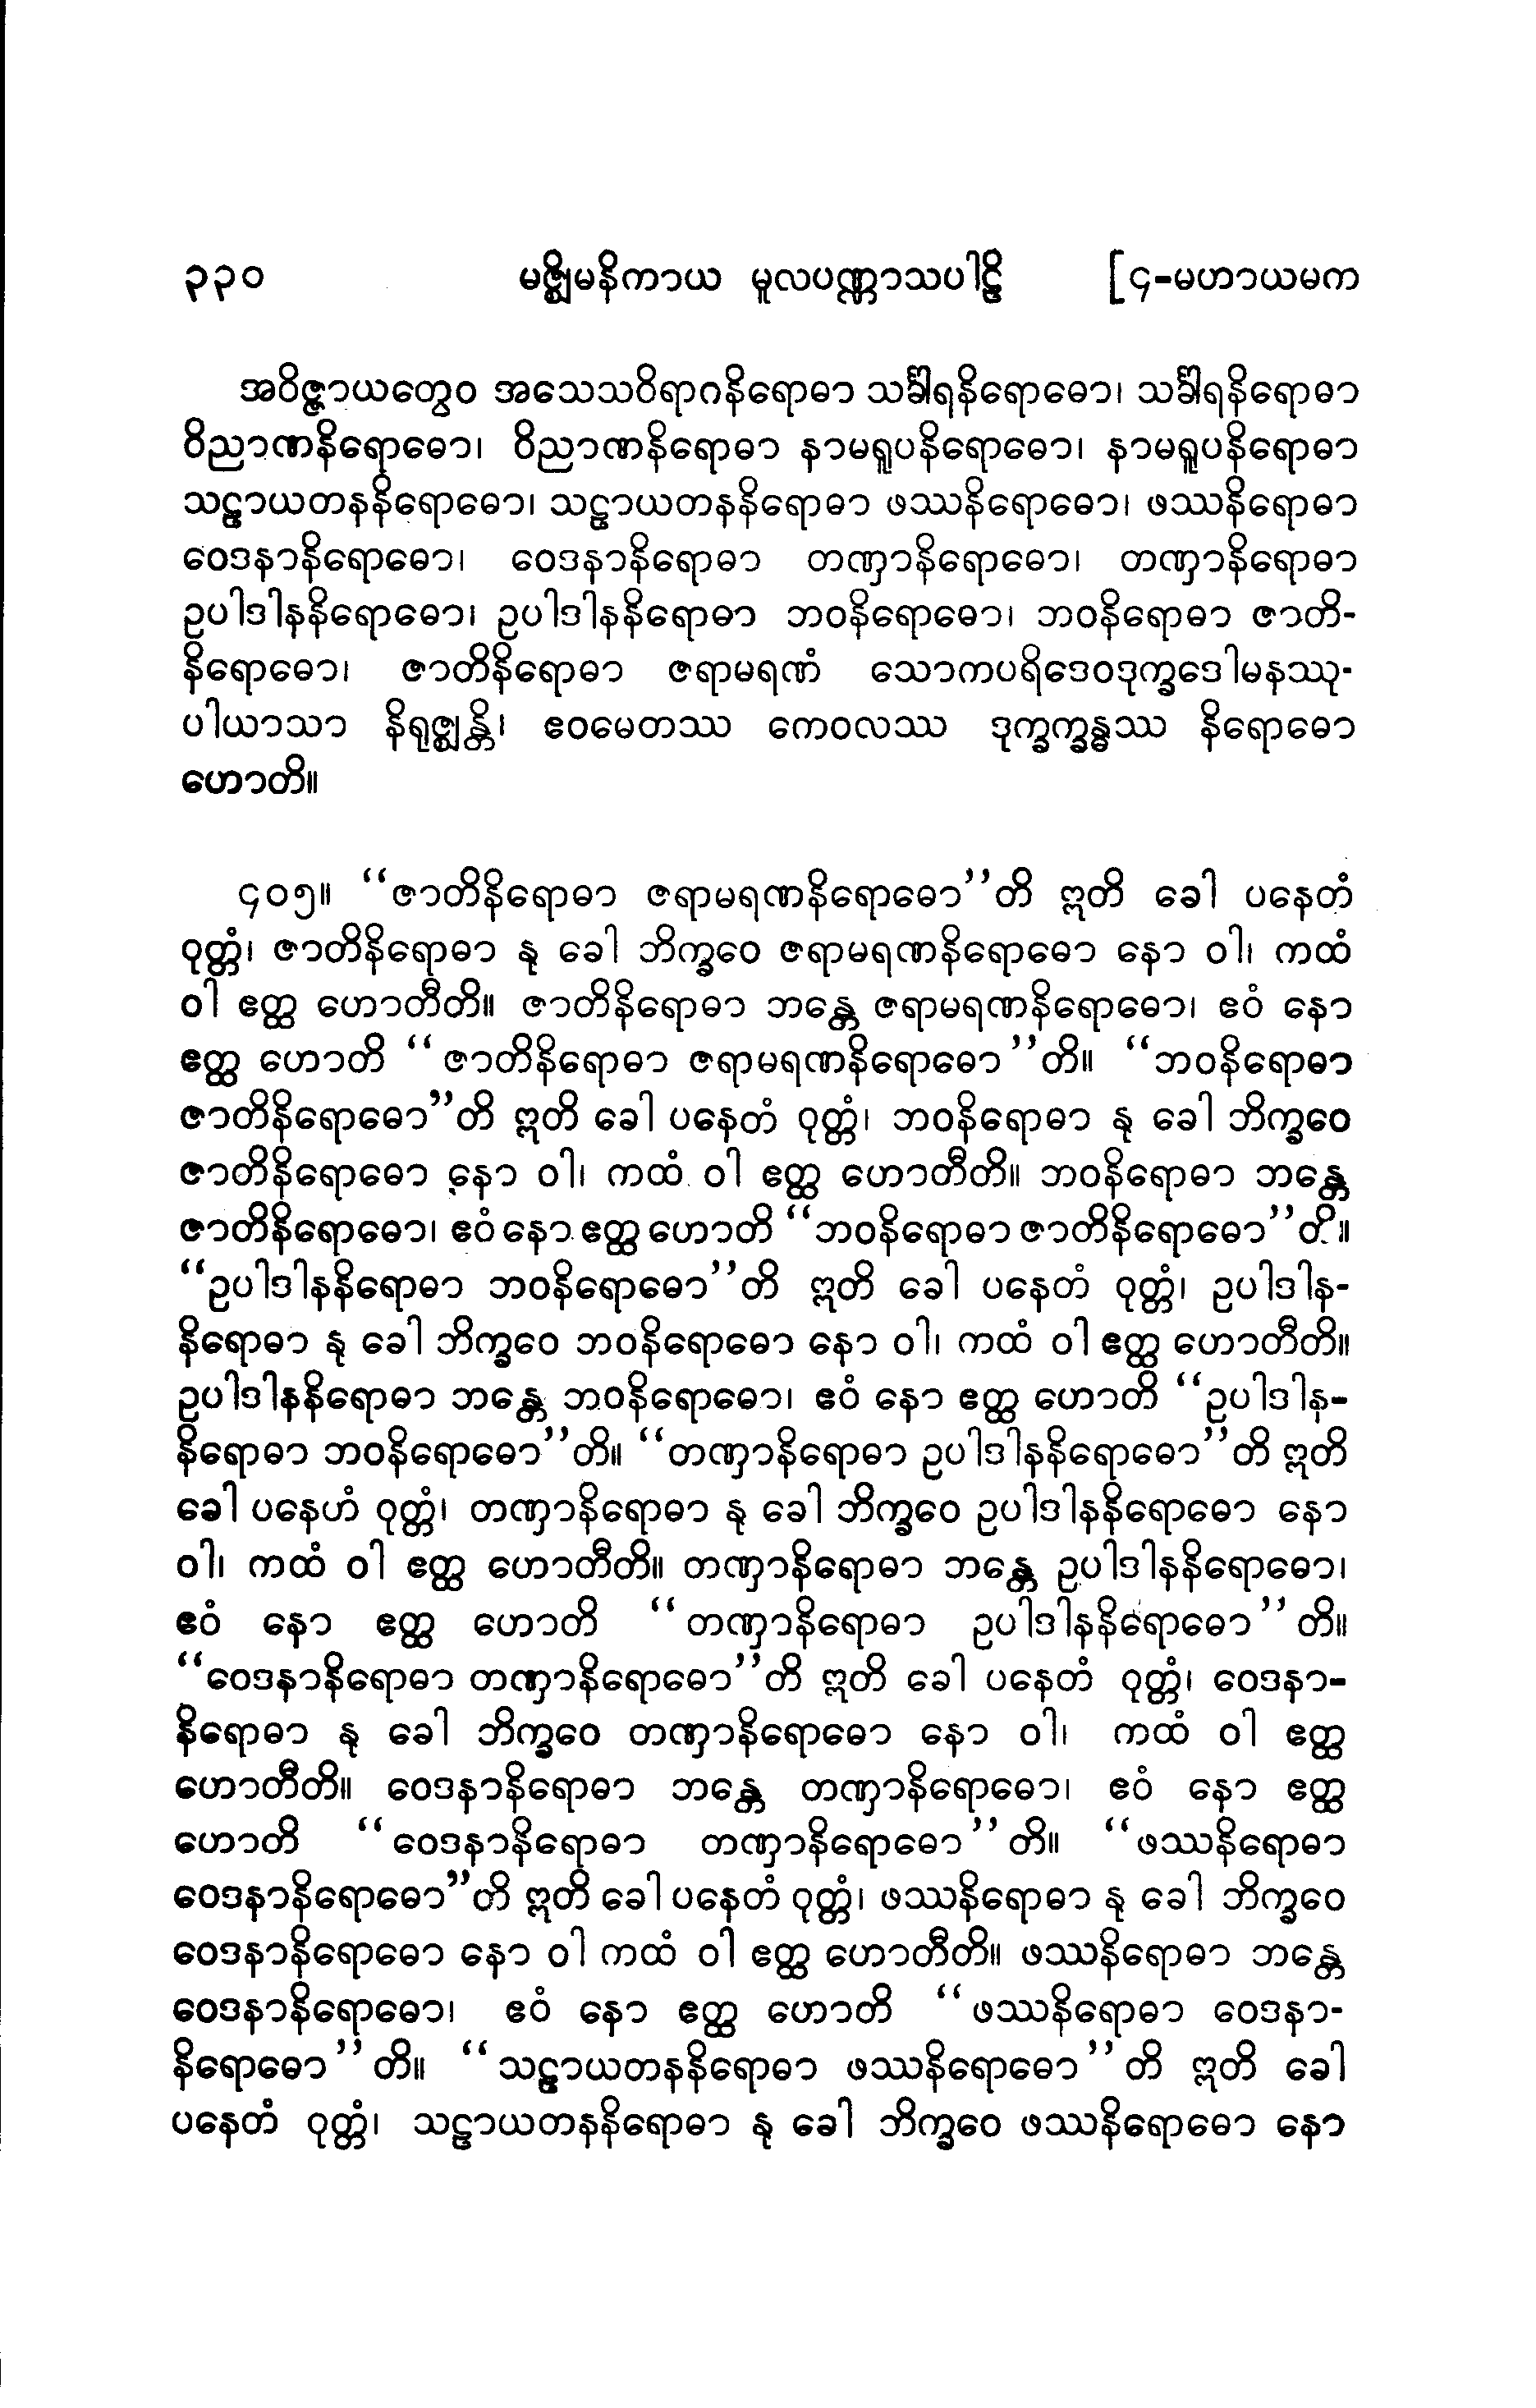 ၃၃၀ မဇ္ဈိမနိကာယ မူလပဏ္ဏာသပါဠိ [၄-မဟာယမက
အဝိဇ္ဇာယတွေဝ အသေသဝိရာဂနိရောဓာ သင်္ခါရနိရောဓော၊ သင်္ခါရနိရောဓာ
ဝိညာဏနိရောဓော၊ ဝိညာဏနိရောဓာ နာမရူပနိရောဓော၊ နာမရူပနိရောဓာ
သဠာယတနနိရောဓော၊ သဠာယတနနိရောဓာ ဖဿနိရောဓော၊ ဖဿနိရောဓာ
ဝေဒနာနိရောဓော၊ ဝေဒနာနိရောဓာ တဏှာနိရောဓော၊ တဏှာနိရောဓာ
ဥပါဒါနနိရောဓော၊ ဥပါဒါနနိရောဓာ ဘဝနိရောဓော၊ ဘဝနိရောဓာ ဇာတိ-
နိရောဓော၊ ဇာတိနိရောဓာ ဇရာမရဏံ သောကပရိဒေဝဒုက္ခဒေါမနဿု-
ပါယာသာ နိရုဇ္ဈန္တိ၊ ဧဝမေတဿ ကေဝလဿ ဒုက္ခက္ခန္ဓဿ နိရောဓော
ဟောတိ။
၄၀၅။ “ဇာတိနိရောဓာ ဇရာမရဏနိရောဓော”တိ ဣတိ ခေါ ပနေတံ
ဝုတ္တံ၊ ဇာတိနိရောဓာ နု ခေါ ဘိက္ခဝေ ဇရာမရဏနိရောဓော နော ဝါ၊ ကထံ
ဝါ ဧတ္ထ ဟောတီတိ။ ဇာတိနိရောဓာ ဘန္တေ ဇရာမရဏနိရောဓော၊ ဧဝံ နော
ဧတ္ထ ဟောတိ “ဇာတိနိရောဓာ ဇရာမရဏနိရောဓော”တိ။ “ဘဝနိရောဓာ
ဇာတိနိရောဓော”တိ ဣတိ ခေါ ပနေတံ ဝုတ္တံ၊ ဘဝနိရောဓာ နု ခေါ ဘိက္ခဝေ
ဇာတိနိရောဓော နော ဝါ၊ ကထံ ဝါ ဧတ္ထ ဟောတီတိ။ ဘဝနိရောဓာ ဘန္တေ
ဇာတိနိရောဓော၊ ဧဝံ နော ဧတ္ထ ဟောတိ “ဘဝနိရောဓာ ဇာတိနိရောဓော”တိ။
“ဥပါဒါနနိရောဓာ ဘဝနိရောဓော”တိ ဣတိ ခေါ ပနေတံ ဝုတ္တံ၊ ဥပါဒါန-
နိရောဓာ နု ခေါ ဘိက္ခဝေ ဘဝနိရောဓော နော ဝါ၊ ကထံ ဝါ ဧတ္ထ ဟောတီတိ။
ဥပါဒါနနိရောဓာ ဘန္တေ ဘဝနိရောဓော၊ ဧဝံ နော ဧတ္ထ ဟောတိ “ဥပါဒါန-
နိရောဓာ ဘဝနိရောဓော”တိ။ “တဏှာနိရောဓာ ဥပါဒါနနိရောဓော”တိ ဣတိ
ခေါ ပနေဟံ ဝုတ္တံ၊ တဏှာနိရောဓာ နု ခေါ ဘိက္ခဝေ ဥပါဒါနနိရောဓော နော
ဝါ၊ ကထံ ဝါ ဧတ္ထ ဟောတီတိ။ တဏှာနိရောဓာ ဘန္တေ ဥပါဒါနနိရောဓော၊
ဧဝံ နော ဧတ္ထ ဟောတိ “တဏှာနိရောဓာ ဥပါဒါနနိရောဓော”တိ။
“ဝေဒနာနိရောဓာ တဏှာနိရောဓော”တိ ဣတိ ခေါ ပနေတံ ဝုတ္တံ၊ ဝေဒနာ-
နိရောဓာ နု ခေါ ဘိက္ခဝေ တဏှာနိရောဓော နော ဝါ၊ ကထံ ဝါ ဧတ္ထ
ဟောတီတိ။ ဝေဒနာနိရောဓာ ဘန္တေ တဏှာနိရောဓော၊ ဧဝံ နော ဧတ္ထ
ဟောတိ “ဝေဒနာနိရောဓာ တဏှာနိရောဓော”တိ။ “ဖဿနိရောဓာ
ဝေဒနာနိရောဓော”တိ ဣတိ ခေါ ပနေတံ ဝုတ္တံ၊ ဖဿနိရောဓာ နု ခေါ ဘိက္ခဝေ
ဝေဒနာနိရောဓော နော ဝါ ကထံ ဝါ ဧတ္ထ ဟောတီတိ။ ဖဿနိရောဓာ ဘန္တေ
ဝေဒနာနိရောဓော၊ ဧဝံ နော ဧတ္ထ ဟောတိ “ဖဿနိရောဓာ ဝေဒနာ-
နိရောဓော”တိ။ “သဠာယတနနိရောဓာ ဖဿနိရောဓော”တိ ဣတိ ခေါ
ပနေတံ ဝုတ္တံ၊ သဠာယတနနိရောဓာ နု ခေါ ဘိက္ခဝေ ဖဿနိရောဓော နော